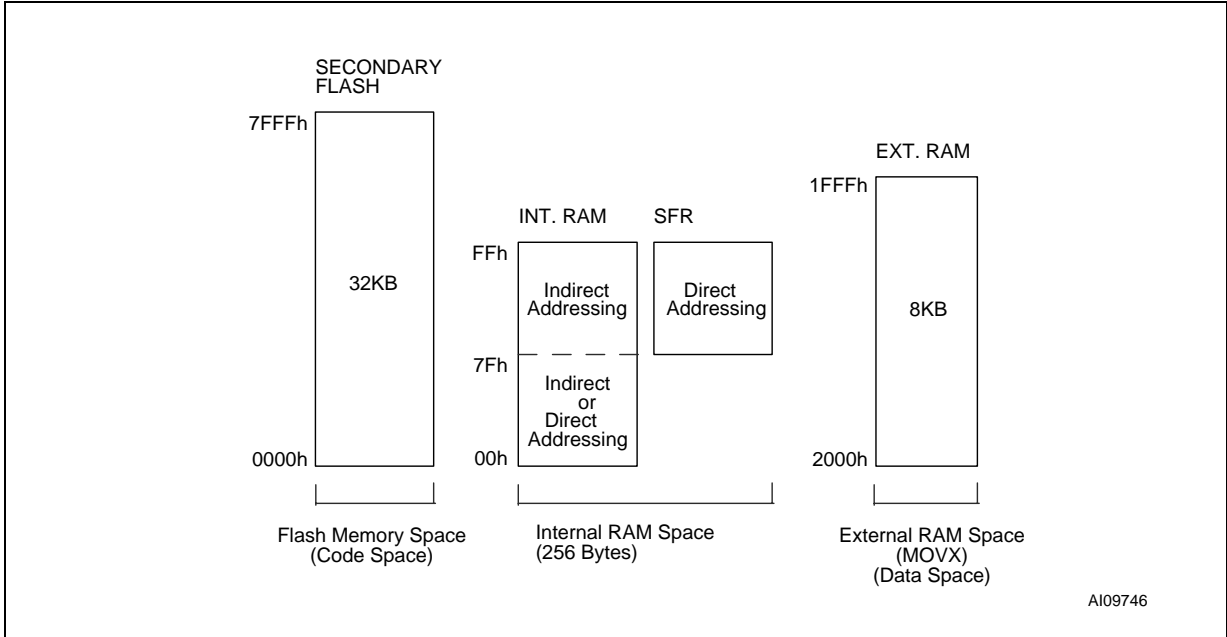 SECONDARY
FLASH
7FFFh
32KB
0000h
Flash Memory Space
(Code Space)
INT. RAM
SFR
FFh
Indirect
Addressing
Direct
Addressing
7Fh
Indirect
or
Direct
Addressing
00h
Internal RAM Space
(256 Bytes)
EXT. RAM
1FFFh
8KB
2000h
External RAM Space
(MOVX)
(Data Space)
AI09746